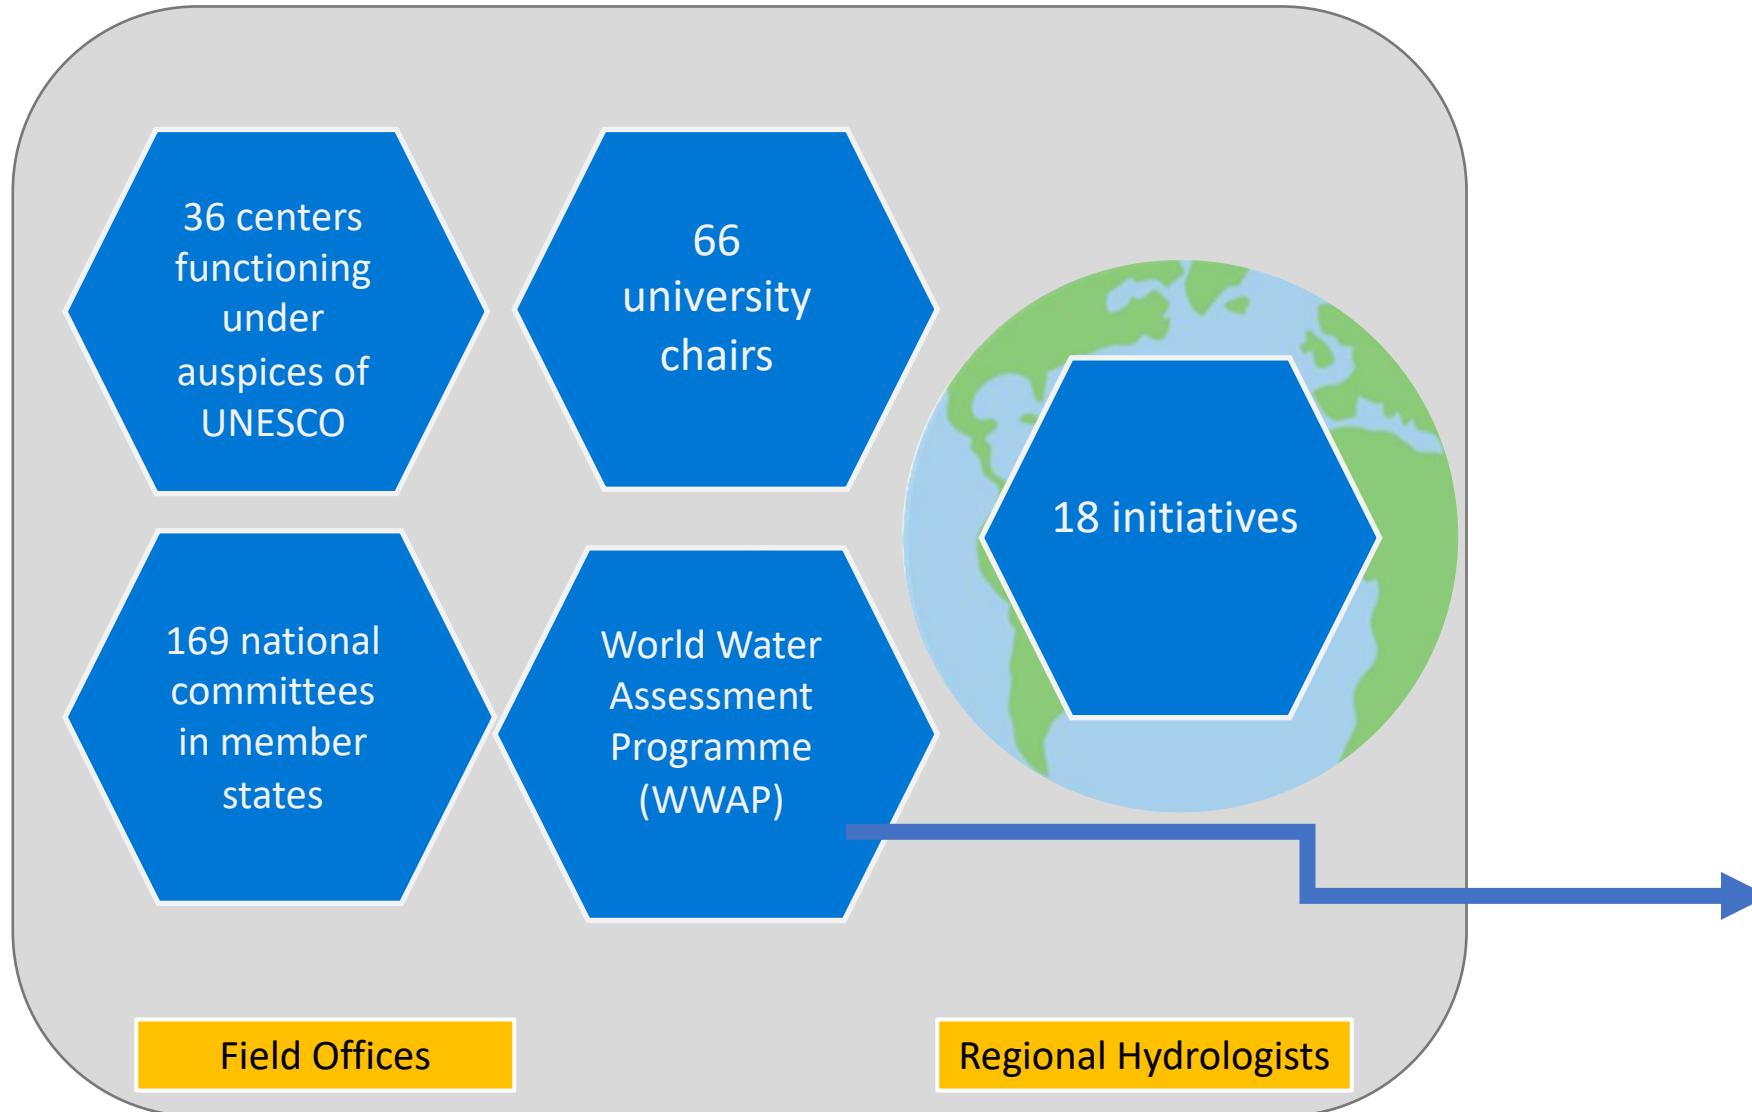 36 centers
functioning
under
auspices of
UNESCO
66
university
chairs
18 initiatives
169 national
committees
in member
states
World Water
Assessment
Programme
(WWAP)
Field Offices
Regional Hydrologists